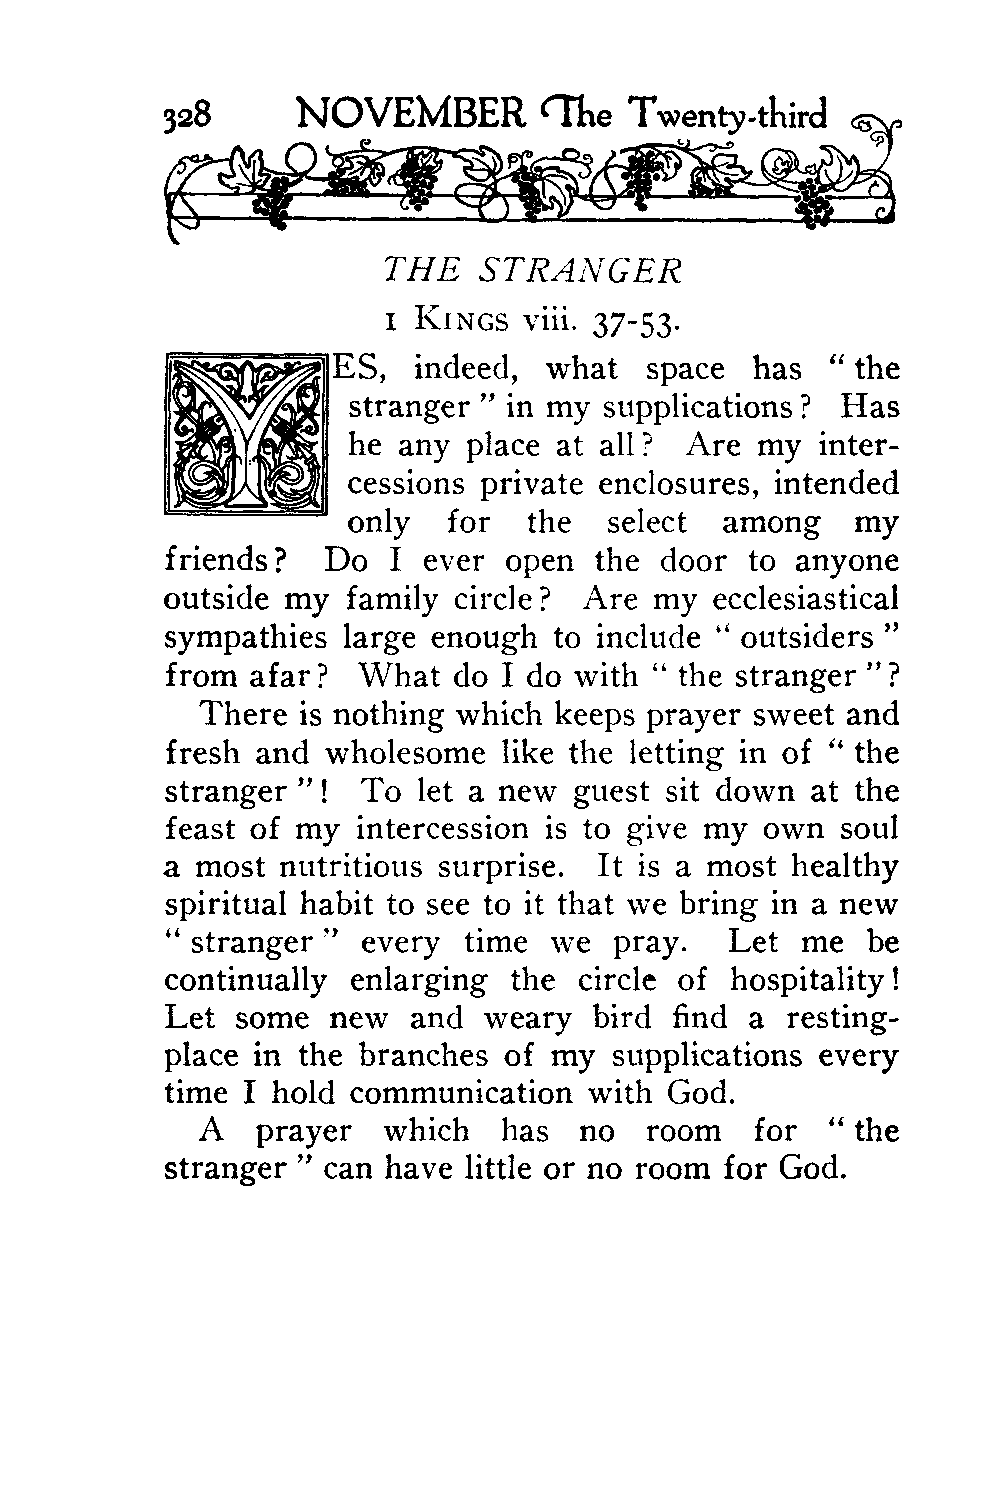 328 NOVEMBER The Twenty-third
THE STRANGER
1 KINGS viii. 37-53.
YES, indeed, what space has “ the
stranger ” in my supplications ? Has
he any place at all ? Are my inter-
cessions private enclosures, intended
only for the select among my
friends ? Do I ever open the door to anyone
outside my family circle ? Are my ecclesiastical
sympathies large enough to include “ outsiders ”
from afar ? What do I do with “ the stranger ” ?
There is nothing which keeps prayer sweet and
fresh and wholesome like the letting in of “ the
stranger ” ! To let a new guest sit down at the
feast of my intercession is to give my own soul
a most nutritious surprise. It is a most healthy
spiritual habit to see to it that we bring in a new
“ stranger ” every time we pray. Let me be
continually enlarging the circle of hospitality !
Let some new and weary bird find a resting-
place in the branches of my supplications every
time I hold communication with God.
A prayer which has no room for “ the
stranger ” can have little or no room for God.